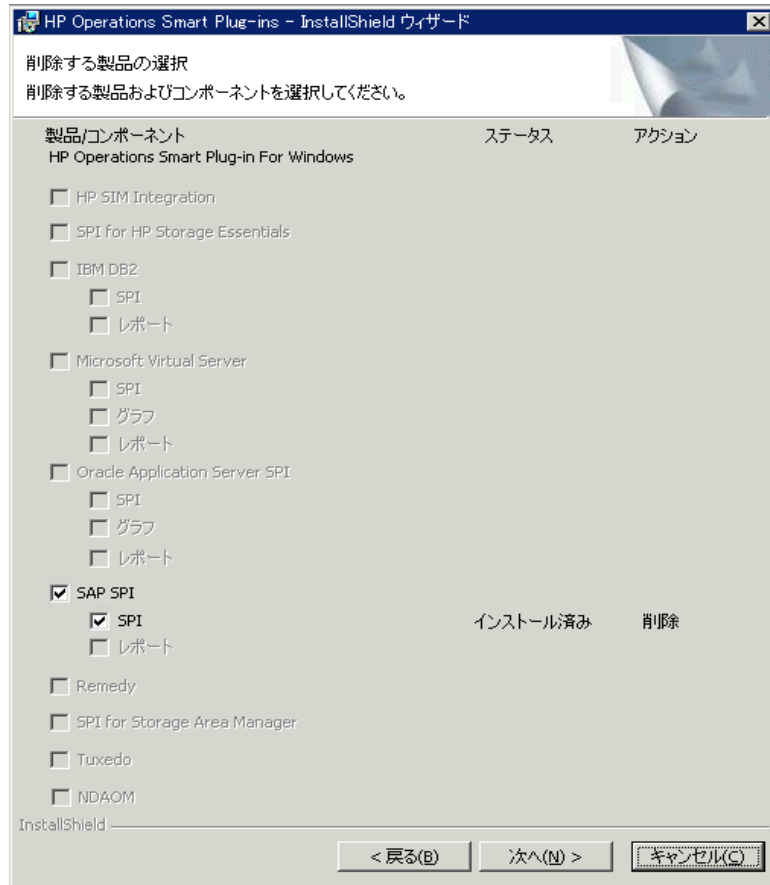 HP Operations Smart Plug-ins - InstallShield ウィザード
削除する製品の選択
削除する製品およびコンポーネントを選択してください。
製品/コンポーネント ステータス アクション
HP Operations Smart Plug-in For Windows
HP SIM Integration
SPI for HP Storage Essentials
IBM DB2
SPI
レポート
Microsoft Virtual Server
SPI
グラフ
レポート
Oracle Application Server SPI
SPI
グラフ
レポート
SAP SPI
SPI インストール済み 削除
レポート
Remedy
SPI for Storage Area Manager
Tuxedo
NDAOM
InstallShield
< 戻る(B) 次へ(N) > キャンセル(C)